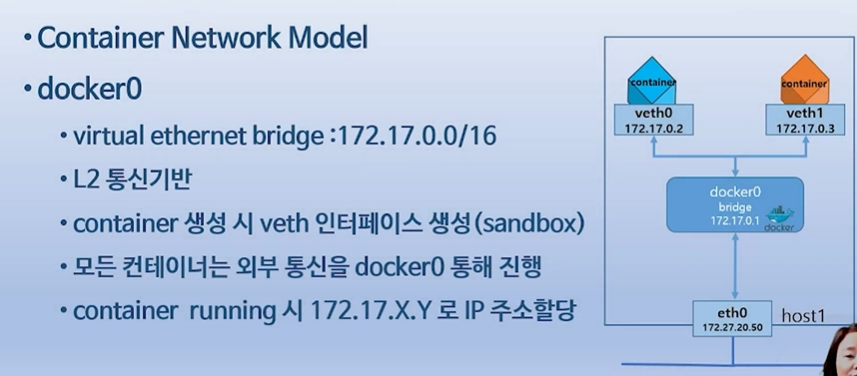 • Container Network Model
• docker0
• virtual ethernet bridge :172.17.0.0/16
• L2 통신기반
• container 생성 시 veth 인터페이스 생성(sandbox)
• 모든 컨테이너는 외부 통신을 docker0 통해 진행
• container running 시 172.17.X.Y 로 IP 주소할당
container
veth0
172.17.0.2
container
veth1
172.17.0.3
docker0
bridge
172.17.0.1
docker
eth0
172.27.20.50
host1